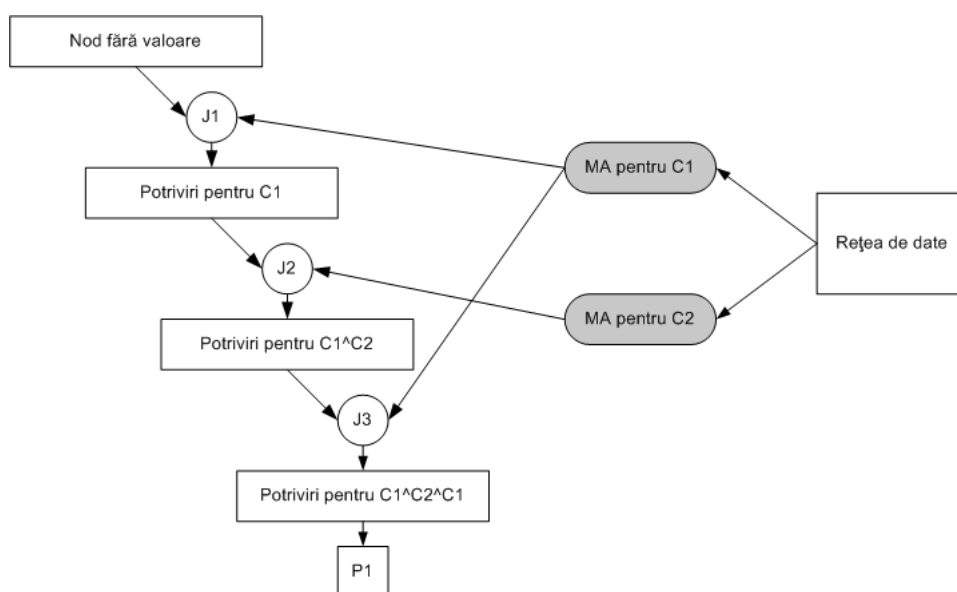 Nod fără valoare
J1
MA pentru C1
Potriviri pentru C1
Reţea de date
J2
MA pentru C2
Potriviri pentru C1^C2
J3
Potriviri pentru C1^C2^C1
P1